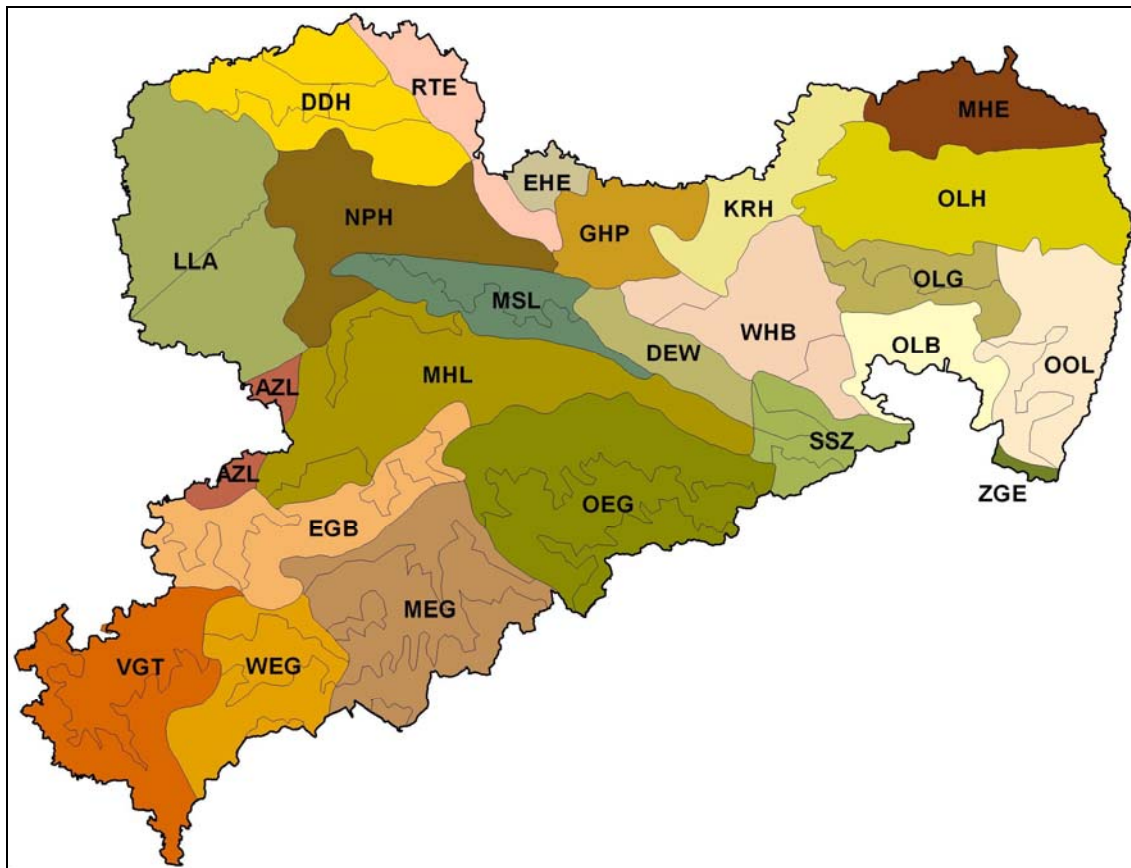 DDH
RTE
MHE
EHE
OLH
KRH
NPH
GHP
LLA
OLG
MSL
WHB
OLB
DEW
OOL
MHL
AZL
SSZ
AZL
ZGE
OEG
EGB
MEG
VGT
WEG